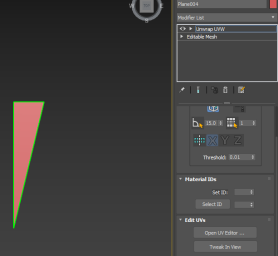 Plane004
Modifier List
Unwrap UVW
Editable Mesh
15.0
1
X Y Z
Threshold: 0.01
Material IDs
Set ID:
Select ID
Edit UVs
Open UV Editor ...
Tweak In View